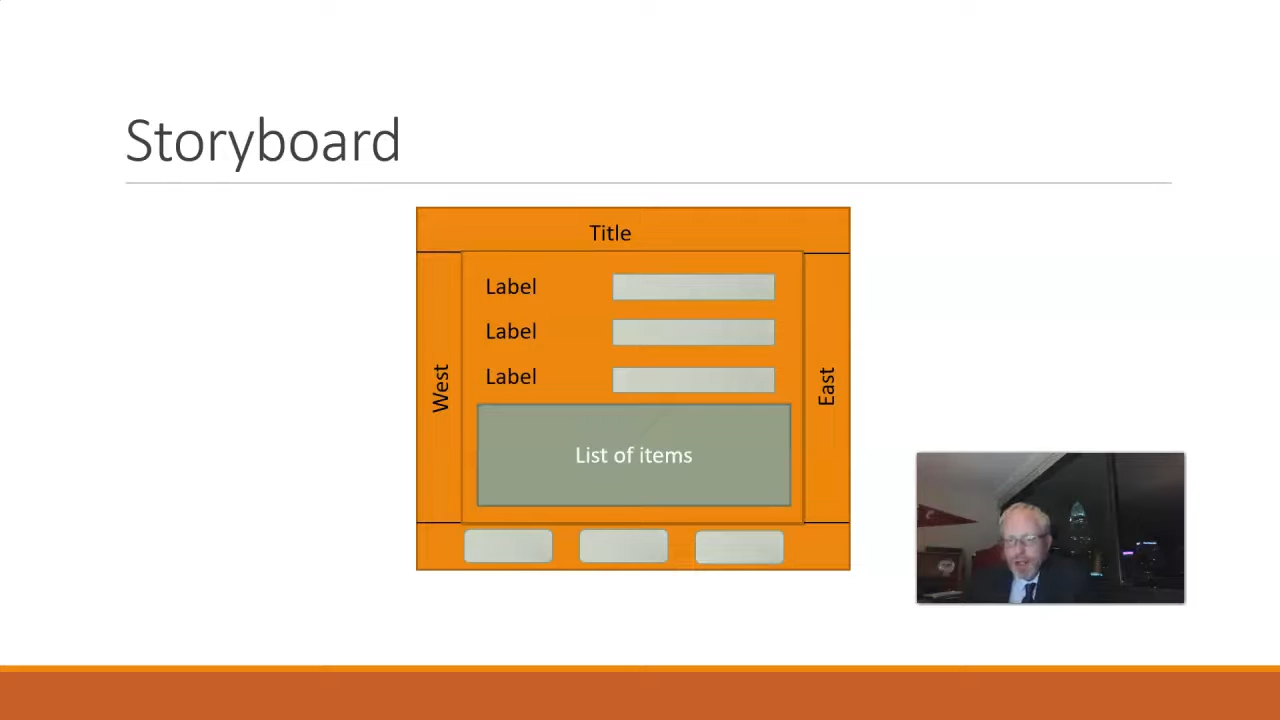 Storyboard
Title
Label
Label
Label
West
East
List of items